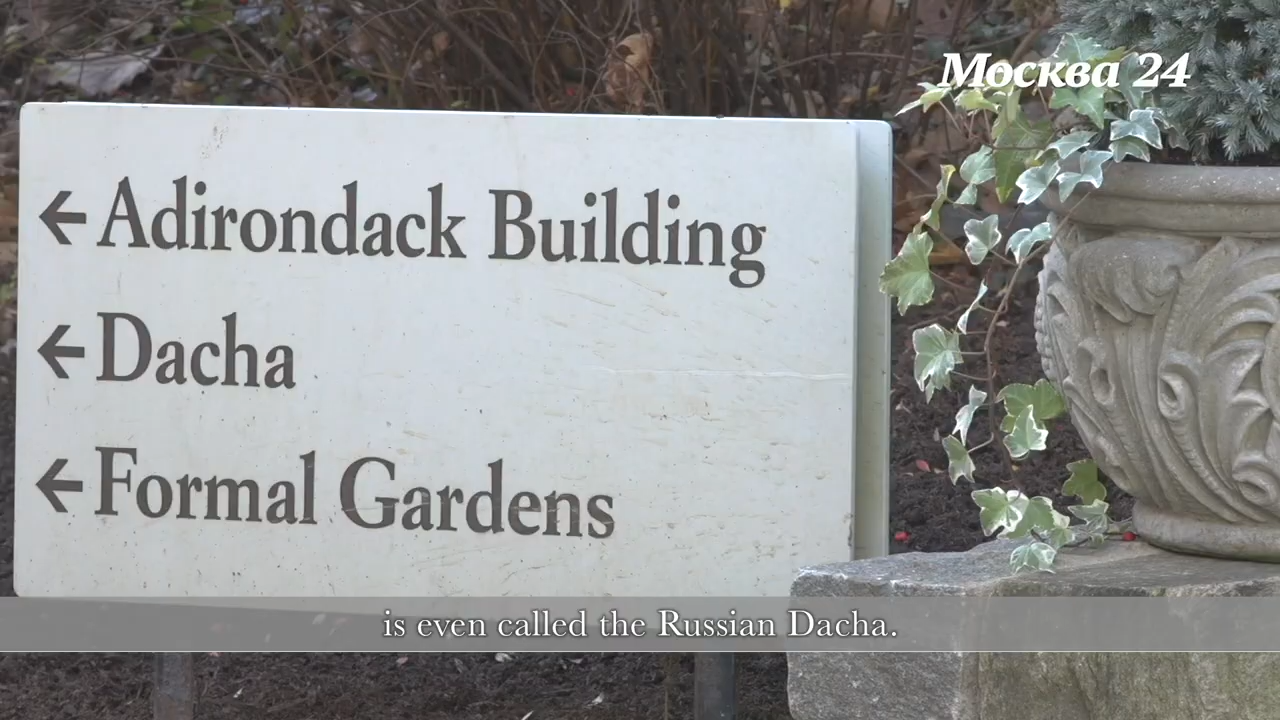 Москва 24
← Adirondack Building
← Dacha
← Formal Gardens
is even called the Russian Dacha.